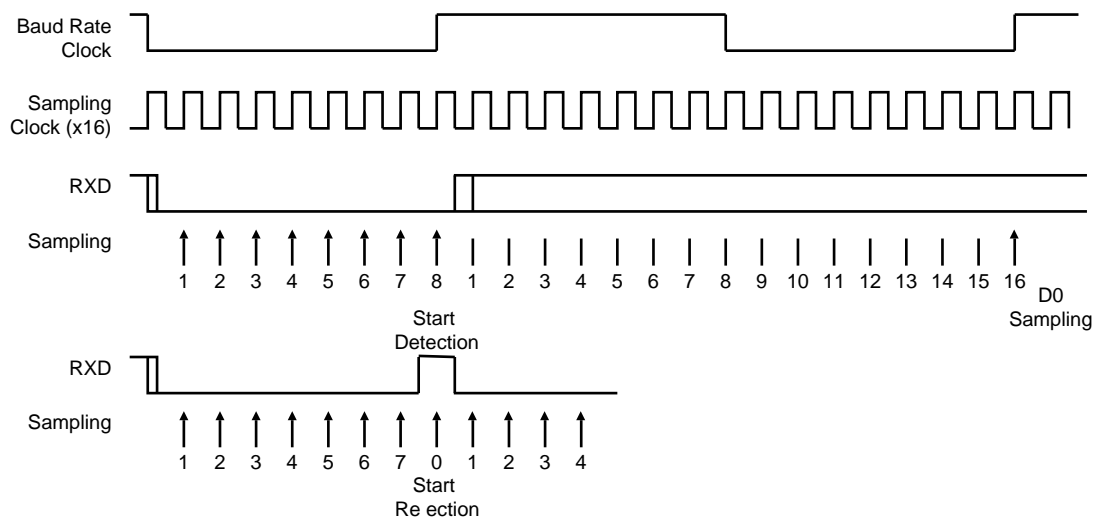 Baud Rate
Clock
Sampling
Clock (x16)
RXD
Sampling
1 2 3 4 5 6 7 8 1 2 3 4 5 6 7 8 9 10 11 12 13 14 15 16
D0
Sampling
Start
Detection
RXD
Sampling
1 2 3 4 5 6 7 0 1 2 3 4
Start
Re ection